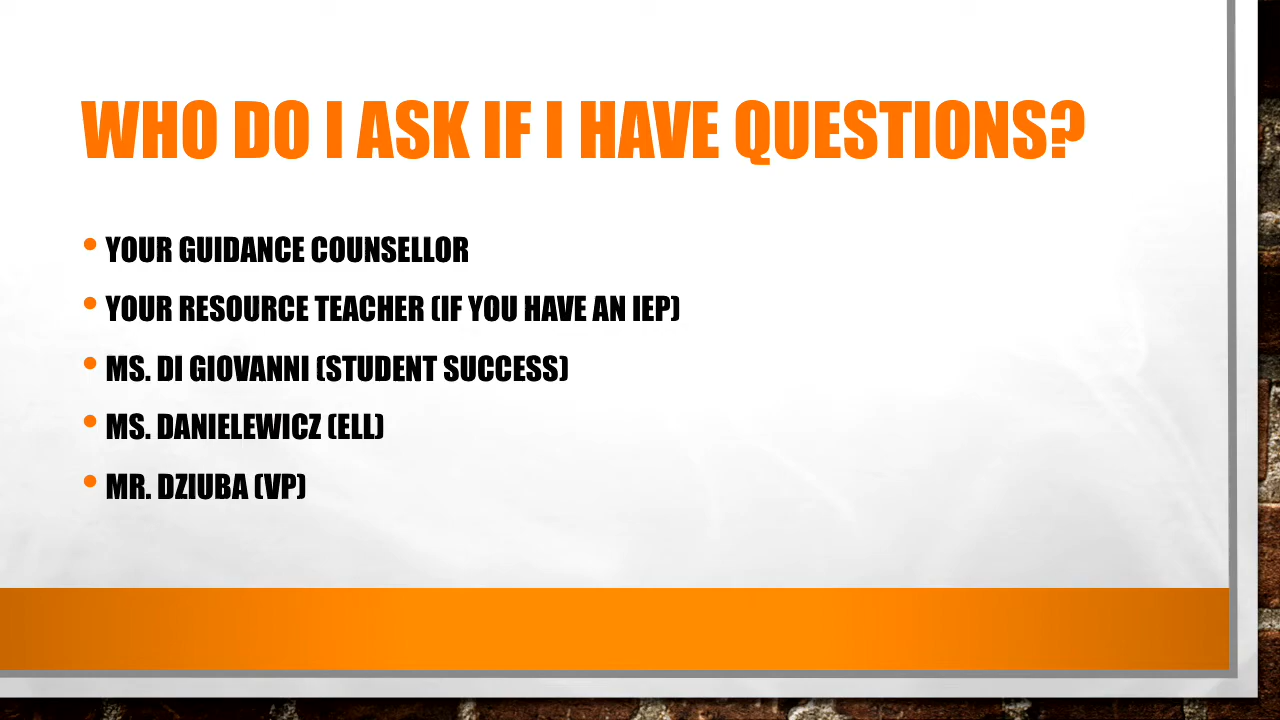 WHO DO I ASK IF I HAVE QUESTIONS?
• YOUR GUIDANCE COUNSELLOR
• YOUR RESOURCE TEACHER (IF YOU HAVE AN IEP)
• MS. DI GIOVANNI (STUDENT SUCCESS)
• MS. DANIELEWICZ (ELL)
• MR. DZIUBA (VP)